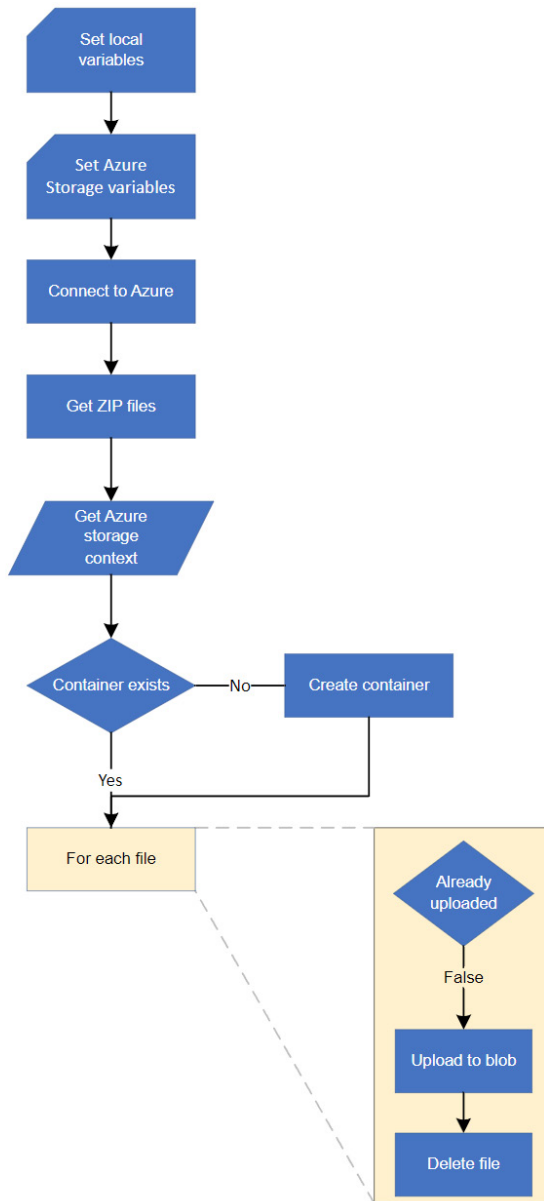 Set local
variables
Set Azure
Storage variables
Connect to Azure
Get ZIP files
Get Azure
storage
context
Container exists
No
Create container
Yes
For each file
Already
uploaded
False
Upload to blob
Delete file